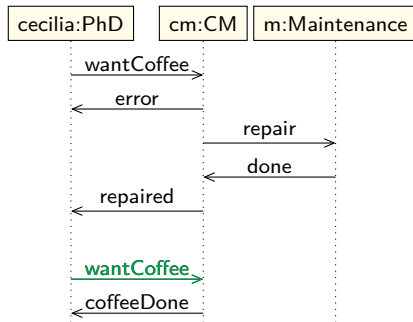 cecilia:PhD cm:CM m:Maintenance
wantCoffee
error
repair
done
repaired
wantCoffee
coffeeDone